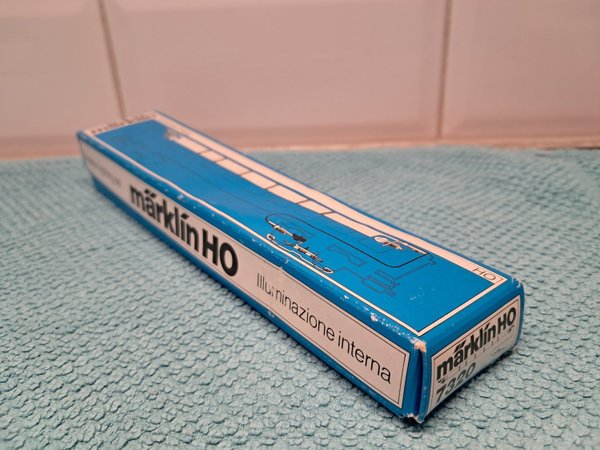 HO
märklin HO
Illuminazione interna
märklin HO
7320